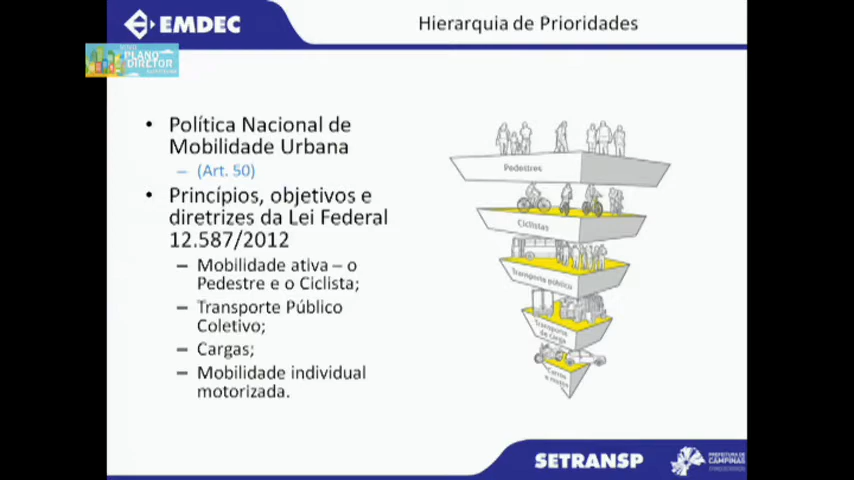 EMDEC
Hierarquia de Prioridades
PLANO
DIRETOR
• Política Nacional de
Mobilidade Urbana
– (Art. 50)
• Princípios, objetivos e
diretrizes da Lei Federal
12.587/2012
– Mobilidade ativa – o
Pedestre e o Ciclista;
– Transporte Público
Coletivo;
– Cargas;
– Mobilidade individual
motorizada.
Pedestres
Ciclistas
Transporte público
Transporte
de carga
Carros
e motos
SETRANSP
PREFEITURA DE
CAMPINAS